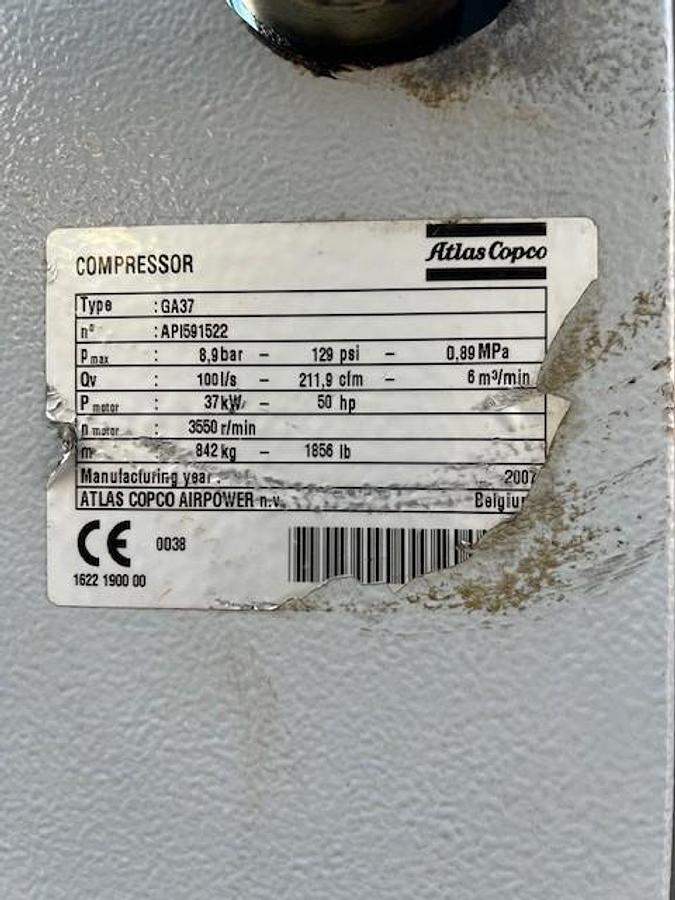 COMPRESSOR
Atlas Copco
Type : GA37
n° : API591522
P max : 8,9 bar – 129 psi – 0,89 MPa
Qv : 100 l/s – 211,9 cfm – 6 m³/min
P motor : 37 kW – 50 hp
n motor : 3550 r/min
m : 842 kg – 1856 lb
Manufacturing year : 2007
ATLAS COPCO AIRPOWER n.v. Belgium
CE 0038
1622 1900 00